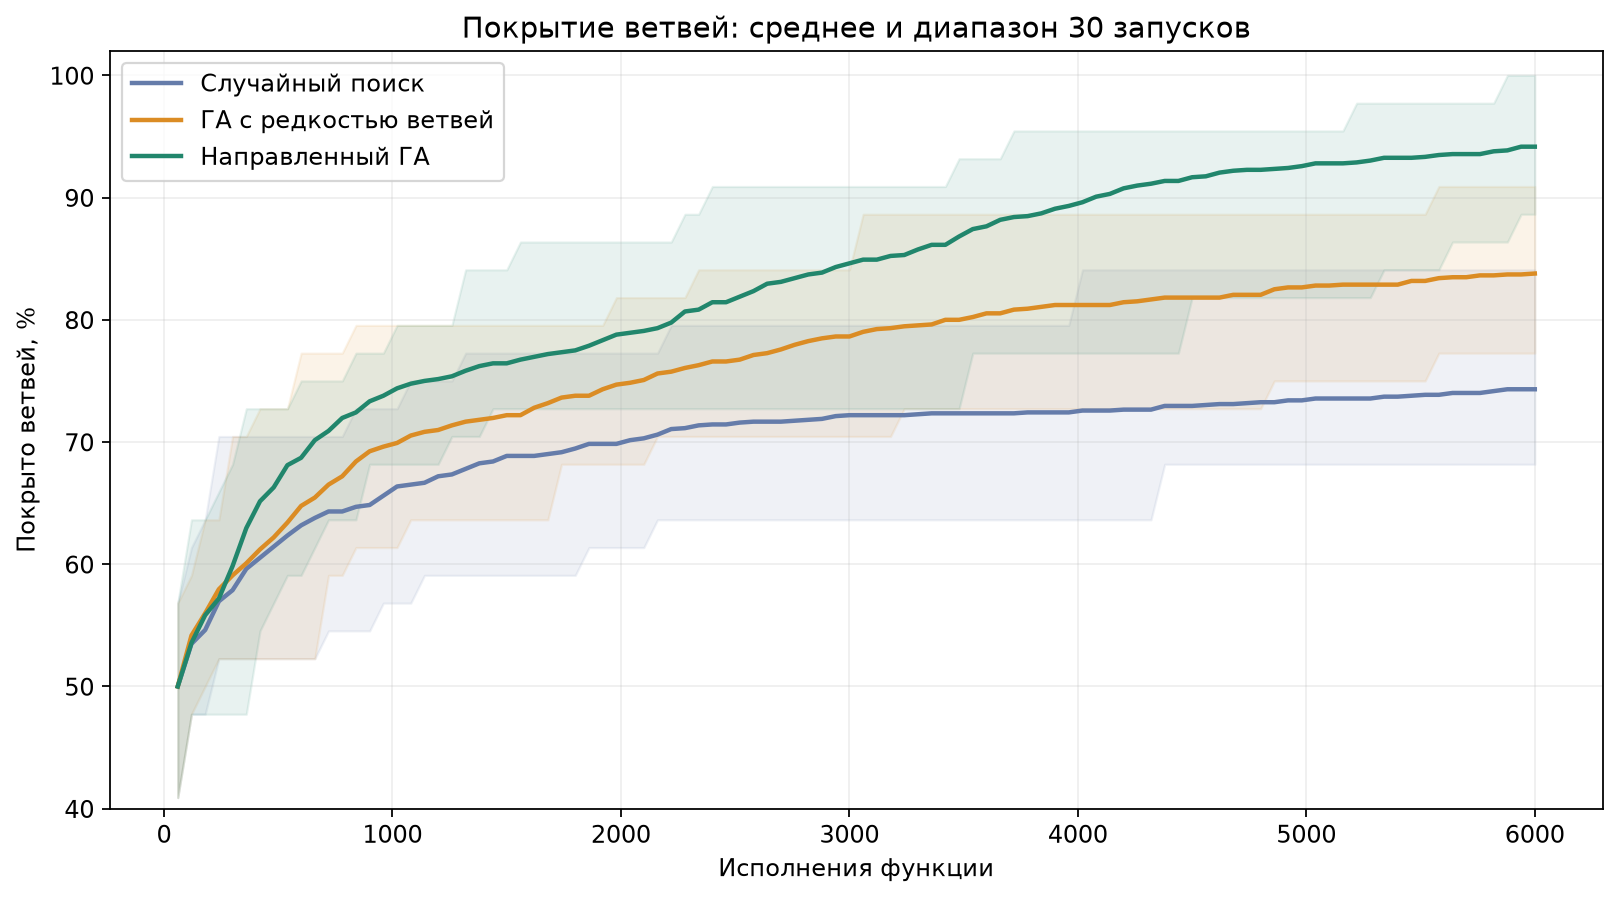 Покрытие ветвей: среднее и диапазон 30 запусков
Случайный поиск
ГА с редкостью ветвей
Направленный ГА
Покрыто ветвей, %
100
90
80
70
60
50
40
0 1000 2000 3000 4000 5000 6000
Исполнения функции